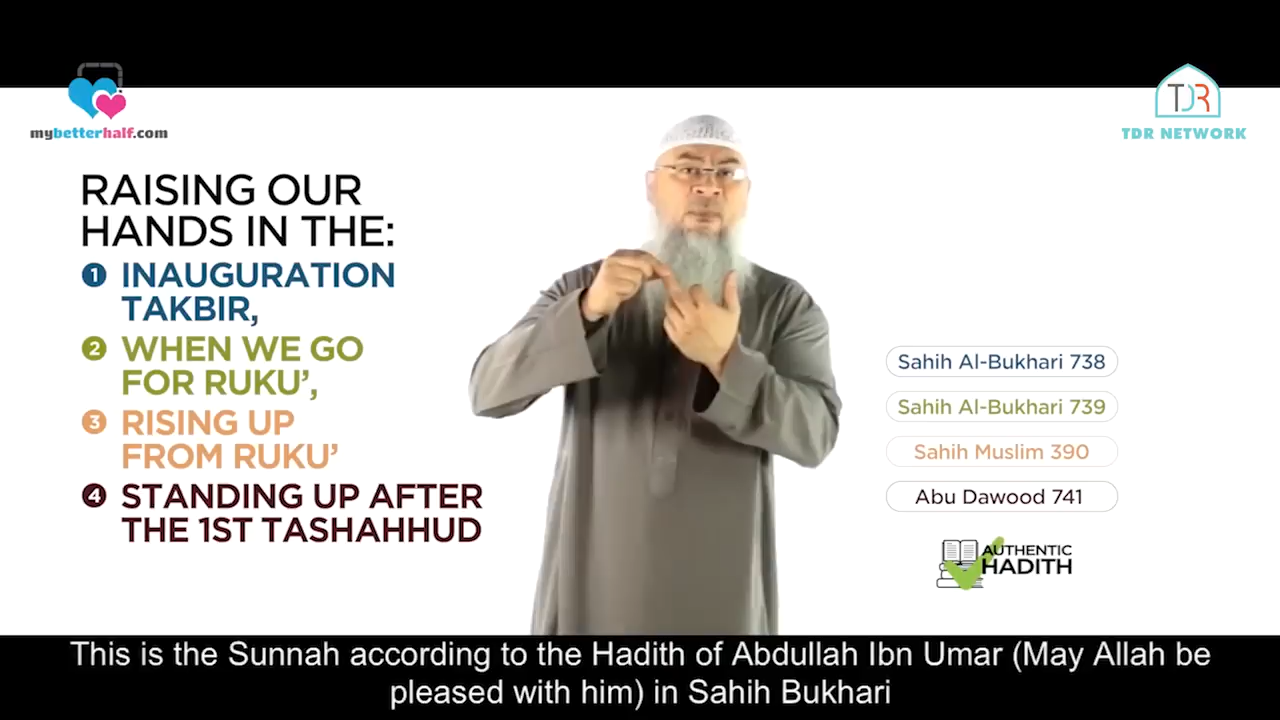 mybetterhalf.com
TDR
TDR NETWORK
RAISING OUR
HANDS IN THE:
1 INAUGURATION
TAKBIR,
2 WHEN WE GO
FOR RUKU’,
3 RISING UP
FROM RUKU’
4 STANDING UP AFTER
THE 1ST TASHAHHUD
Sahih Al-Bukhari 738
Sahih Al-Bukhari 739
Sahih Muslim 390
Abu Dawood 741
AUTHENTIC
HADITH
This is the Sunnah according to the Hadith of Abdullah Ibn Umar (May Allah be
pleased with him) in Sahih Bukhari